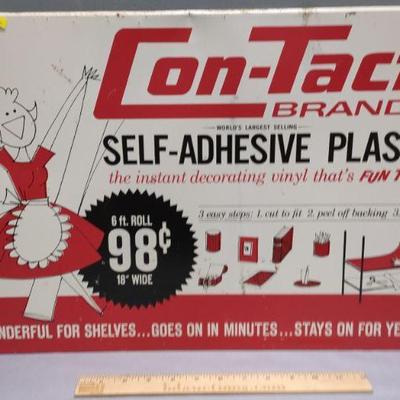 Con-Tact
BRAND
WORLD'S LARGEST SELLING
SELF-ADHESIVE PLAS
the instant decorating vinyl that's FUN T
6 ft. ROLL
98¢
18" WIDE
3 easy steps: 1. cut to fit 2. peel off backing 3.
NDERFUL FOR SHELVES...GOES ON IN MINUTES...STAYS ON FOR YE